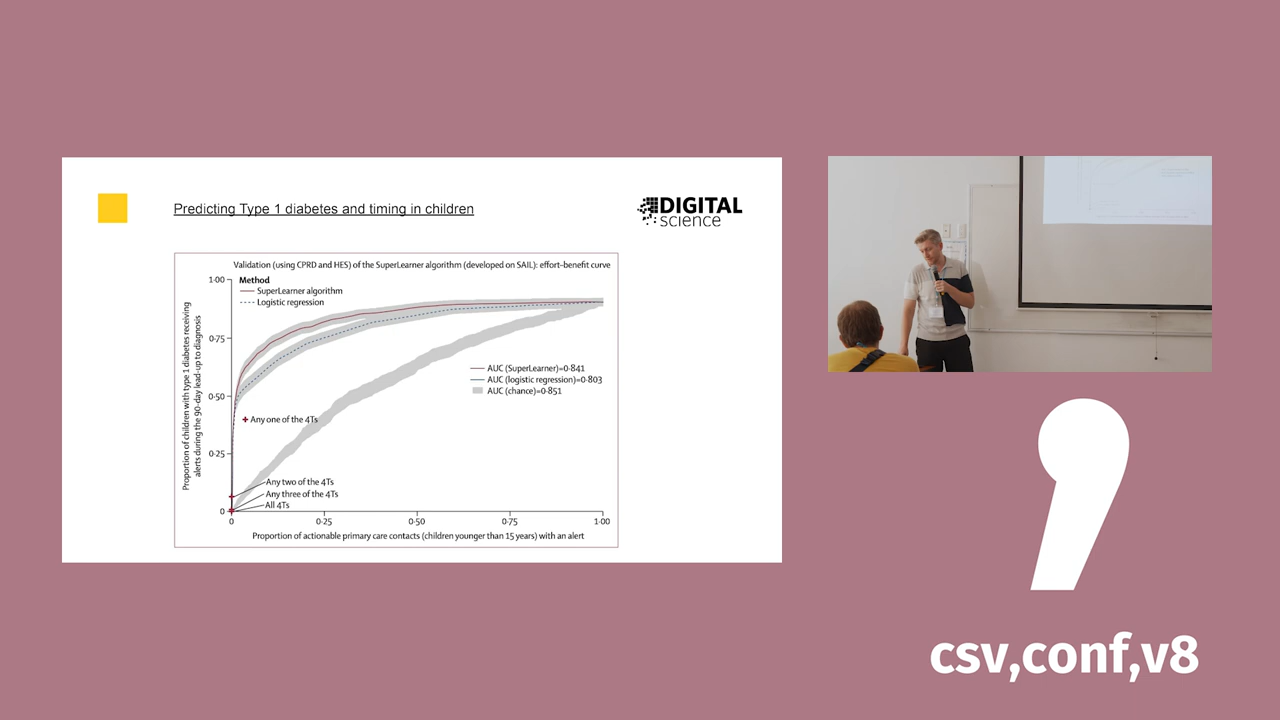 Predicting Type 1 diabetes and timing in children
DIGITAL
science
Validation (using CPRD and HES) of the SuperLearner algorithm (developed on SAIL): effort–benefit curve
Method
SuperLearner algorithm
Logistic regression
Proportion of children with type 1 diabetes receiving
alerts during the 90-day lead-up to diagnosis
1·00
0·75
0·50
0·25
0
AUC (SuperLearner)=0·841
AUC (logistic regression)=0·803
AUC (chance)=0·851
Any one of the 4Ts
Any two of the 4Ts
Any three of the 4Ts
All 4Ts
0
0·25
0·50
0·75
1·00
Proportion of actionable primary care contacts (children younger than 15 years) with an alert
,
csv,conf,v8